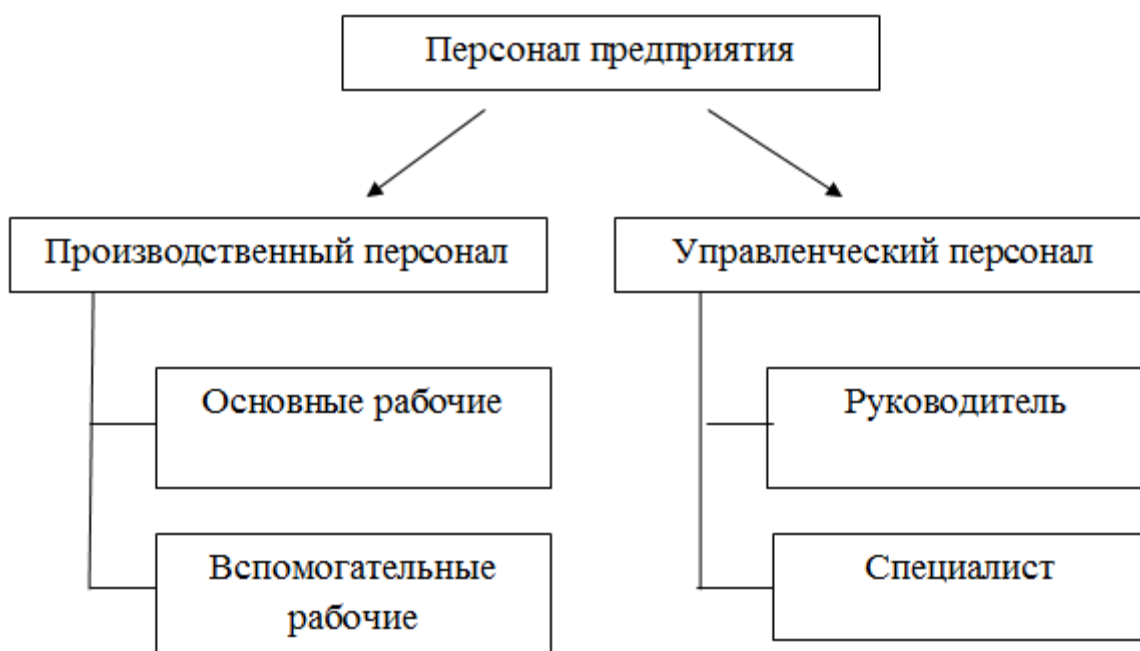 Персонал предприятия
Производственный персонал
Управленческий персонал
Основные рабочие
Руководитель
Вспомогательные
рабочие
Специалист